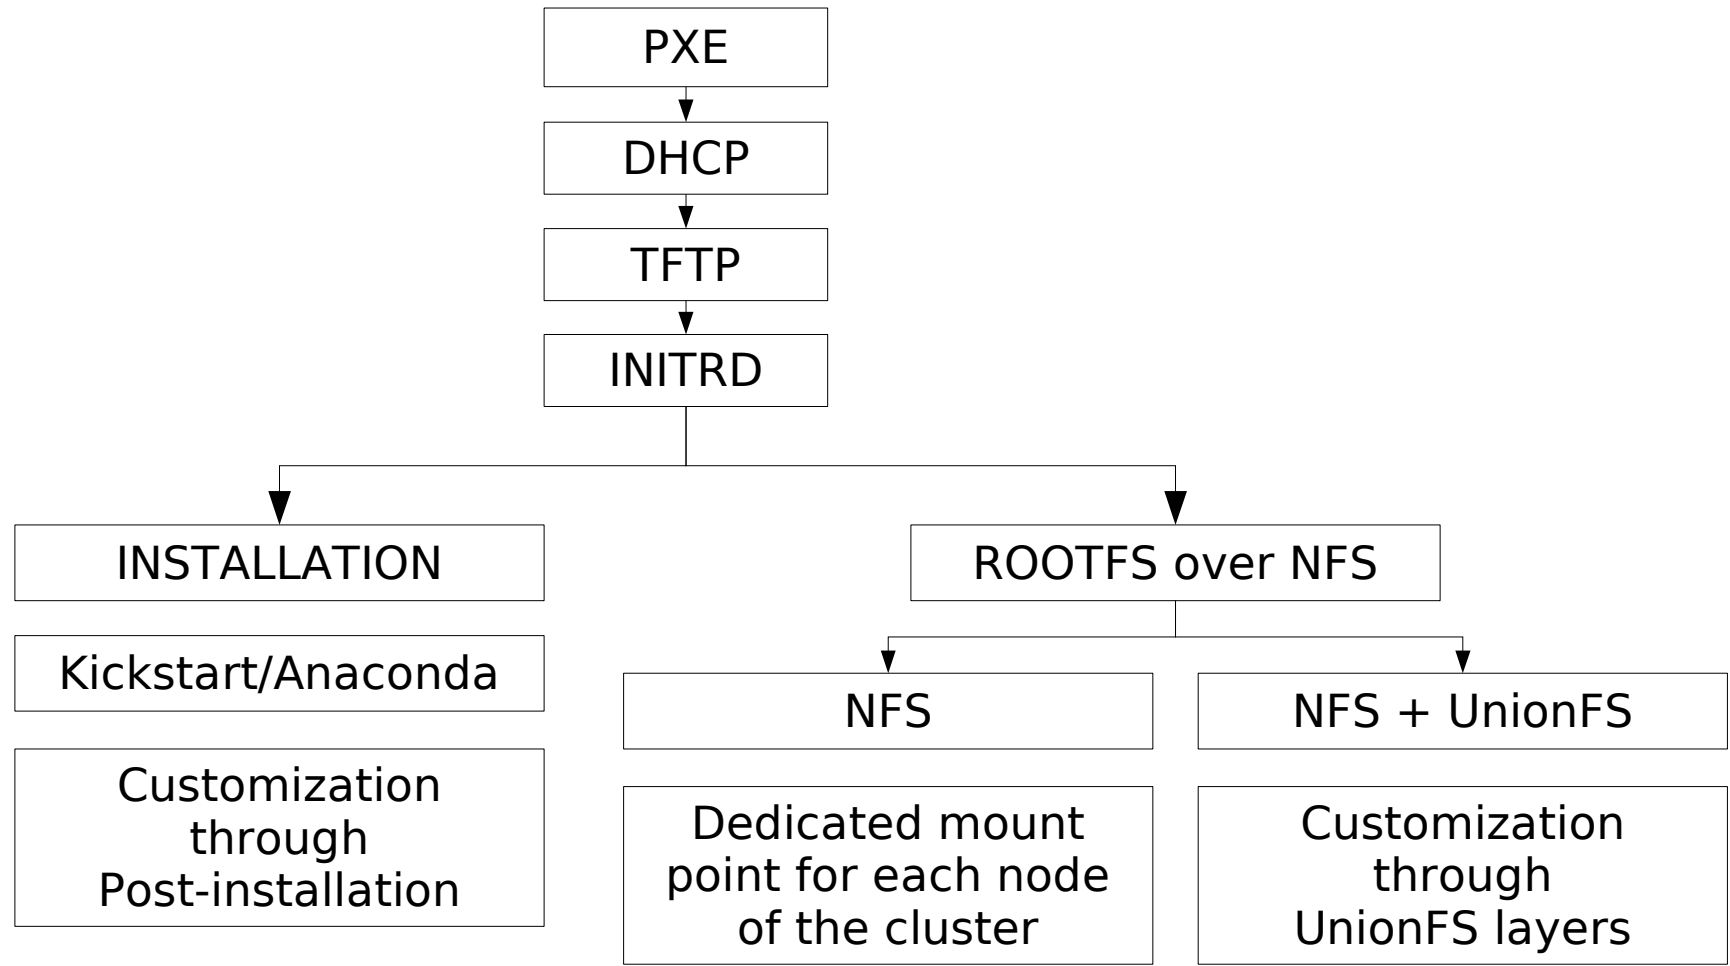 PXE
DHCP
TFTP
INITRD
INSTALLATION
Kickstart/Anaconda
Customization
through
Post-installation
ROOTFS over NFS
NFS
Dedicated mount
point for each node
of the cluster
NFS + UnionFS
Customization
through
UnionFS layers